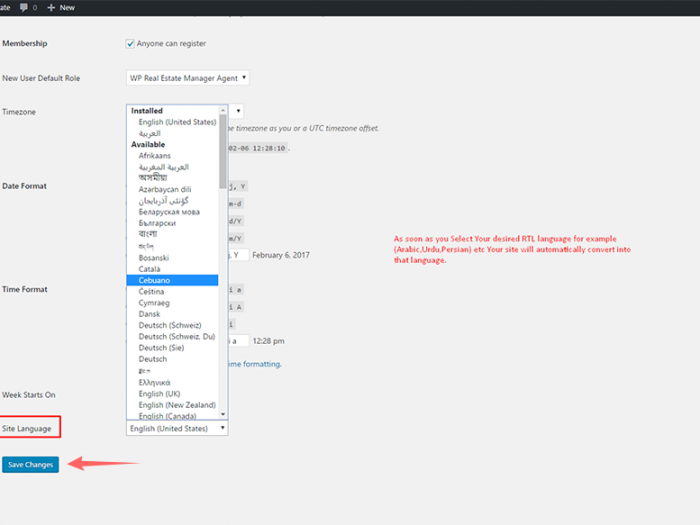 ate 0 New
Membership
Anyone can register
New User Default Role
WP Real Estate Manager Agent
Timezone
Installed
English (United States)
العربية
ne timezone as you or a UTC timezone offset.
Available
Afrikaans
02-06 12:28:10 .
العربية المغربية
অসমীয়া
Date Format
Azərbaycan dili
j, Y
گؤنئی آذربایجان
m-d
Беларуская мова
Български
d/Y
বাংলা
m/Y
Bosanski
j, Y
February 6, 2017
As soon as you Select Your desired RTL language for example
(Arabic,Urdu,Persian) etc Your site will automatically convert into
that language.
Català
Cebuano
Time Format
Čeština
i a
Cymraeg
i A
Dansk
Deutsch (Schweiz)
:i
Deutsch (Schweiz, Du)
i a
12:28 pm
Deutsch (Sie)
Deutsch
ime formatting.
Ελληνικά
Week Starts On
English (UK)
English (New Zealand)
English (Canada)
Site Language
English (United States)
Save Changes